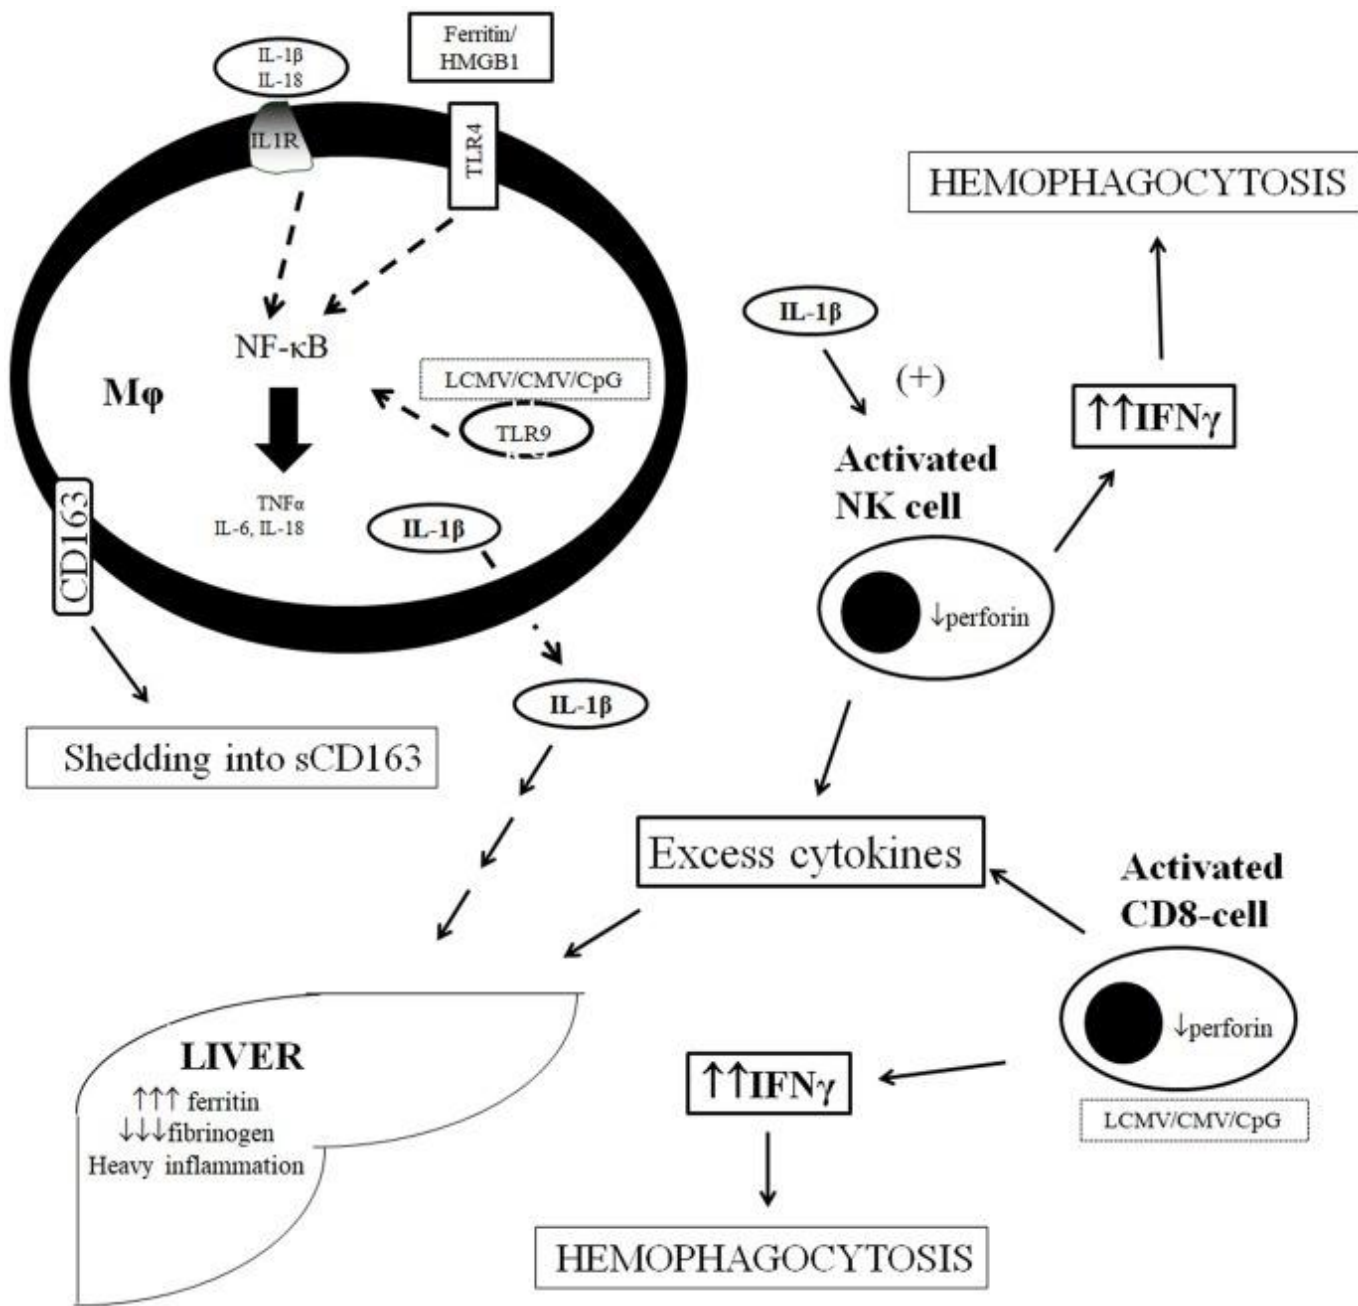 IL-1β
IL-18
Ferritin/
HMGB1
IL1R
TLR4
HEMOPHAGOCYTOSIS
IL-1β
NF-κB
(+)
LCMV/CMV/CpG
Mφ
TLR9
↑↑IFNγ
Activated
NK cell
CD163
TNFα
IL-6, IL-18
IL-1β
↓perforin
IL-1β
Shedding into sCD163
Excess cytokines
Activated
CD8-cell
↓perforin
LIVER
↑↑↑ ferritin
↓↓↓fibrinogen
Heavy inflammation
↑↑IFNγ
LCMV/CMV/CpG
HEMOPHAGOCYTOSIS